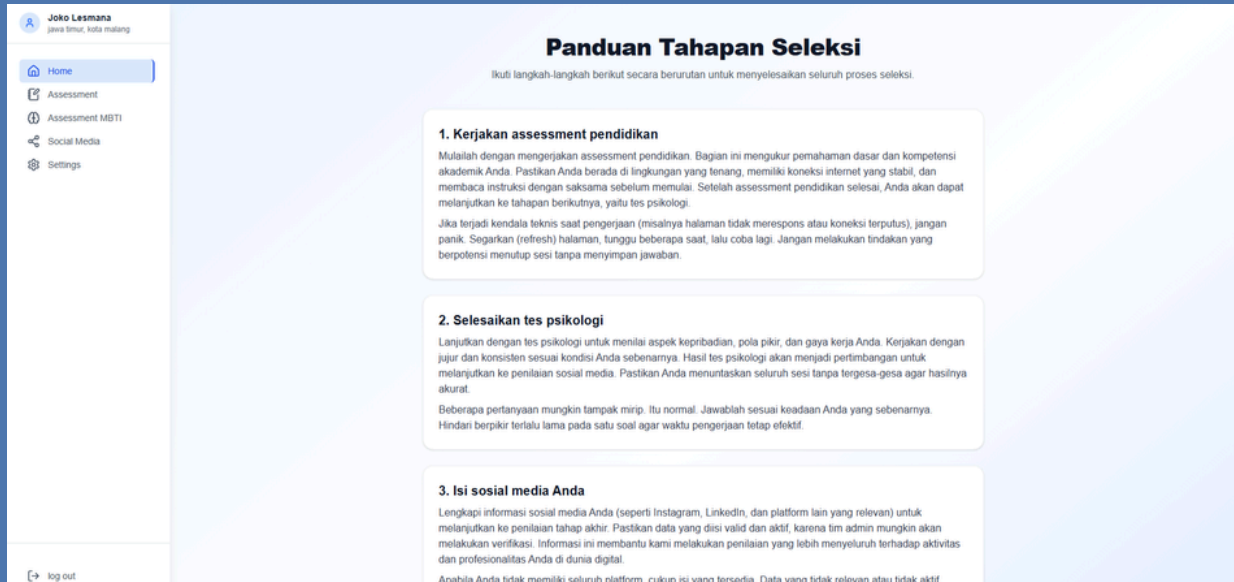 Joko Lesmana
jawa timur, kota malang
Home
Assessment
Assessment MBTI
Social Media
Settings
log out
Panduan Tahapan Seleksi
Ikuti langkah-langkah berikut secara berurutan untuk menyelesaikan seluruh proses seleksi.
1. Kerjakan assessment pendidikan
Mulailah dengan mengerjakan assessment pendidikan. Bagian ini mengukur pemahaman dasar dan kompetensi
akademik Anda. Pastikan Anda berada di lingkungan yang tenang, memiliki koneksi internet yang stabil, dan
membaca instruksi dengan saksama sebelum memulai. Setelah assessment pendidikan selesai, Anda akan dapat
melanjutkan ke tahapan berikutnya, yaitu tes psikologi.
Jika terjadi kendala teknis saat pengerjaan (misalnya halaman tidak merespons atau koneksi terputus), jangan
panik. Segarkan (refresh) halaman, tunggu beberapa saat, lalu coba lagi. Jangan melakukan tindakan yang
berpotensi menutup sesi tanpa menyimpan jawaban.
2. Selesaikan tes psikologi
Lanjutkan dengan tes psikologi untuk menilai aspek kepribadian, pola pikir, dan gaya kerja Anda. Kerjakan dengan
jujur dan konsisten sesuai kondisi Anda sebenarnya. Hasil tes psikologi akan menjadi pertimbangan untuk
melanjutkan ke penilaian sosial media. Pastikan Anda menuntaskan seluruh sesi tanpa tergesa-gesa agar hasilnya
akurat.
Beberapa pertanyaan mungkin tampak mirip. Itu normal. Jawablah sesuai keadaan Anda yang sebenarnya.
Hindari berpikir terlalu lama pada satu soal agar waktu pengerjaan tetap efektif.
3. Isi sosial media Anda
Lengkapi informasi sosial media Anda (seperti Instagram, LinkedIn, dan platform lain yang relevan) untuk
melanjutkan ke penilaian tahap akhir. Pastikan data yang diisi valid dan aktif, karena tim admin mungkin akan
melakukan verifikasi. Informasi ini membantu kami melakukan penilaian yang lebih menyeluruh terhadap aktivitas
dan profesionalitas Anda di dunia digital.
Apabila Anda tidak memiliki seluruh platform, cukup isi yang tersedia. Data yang tidak relevan atau tidak aktif